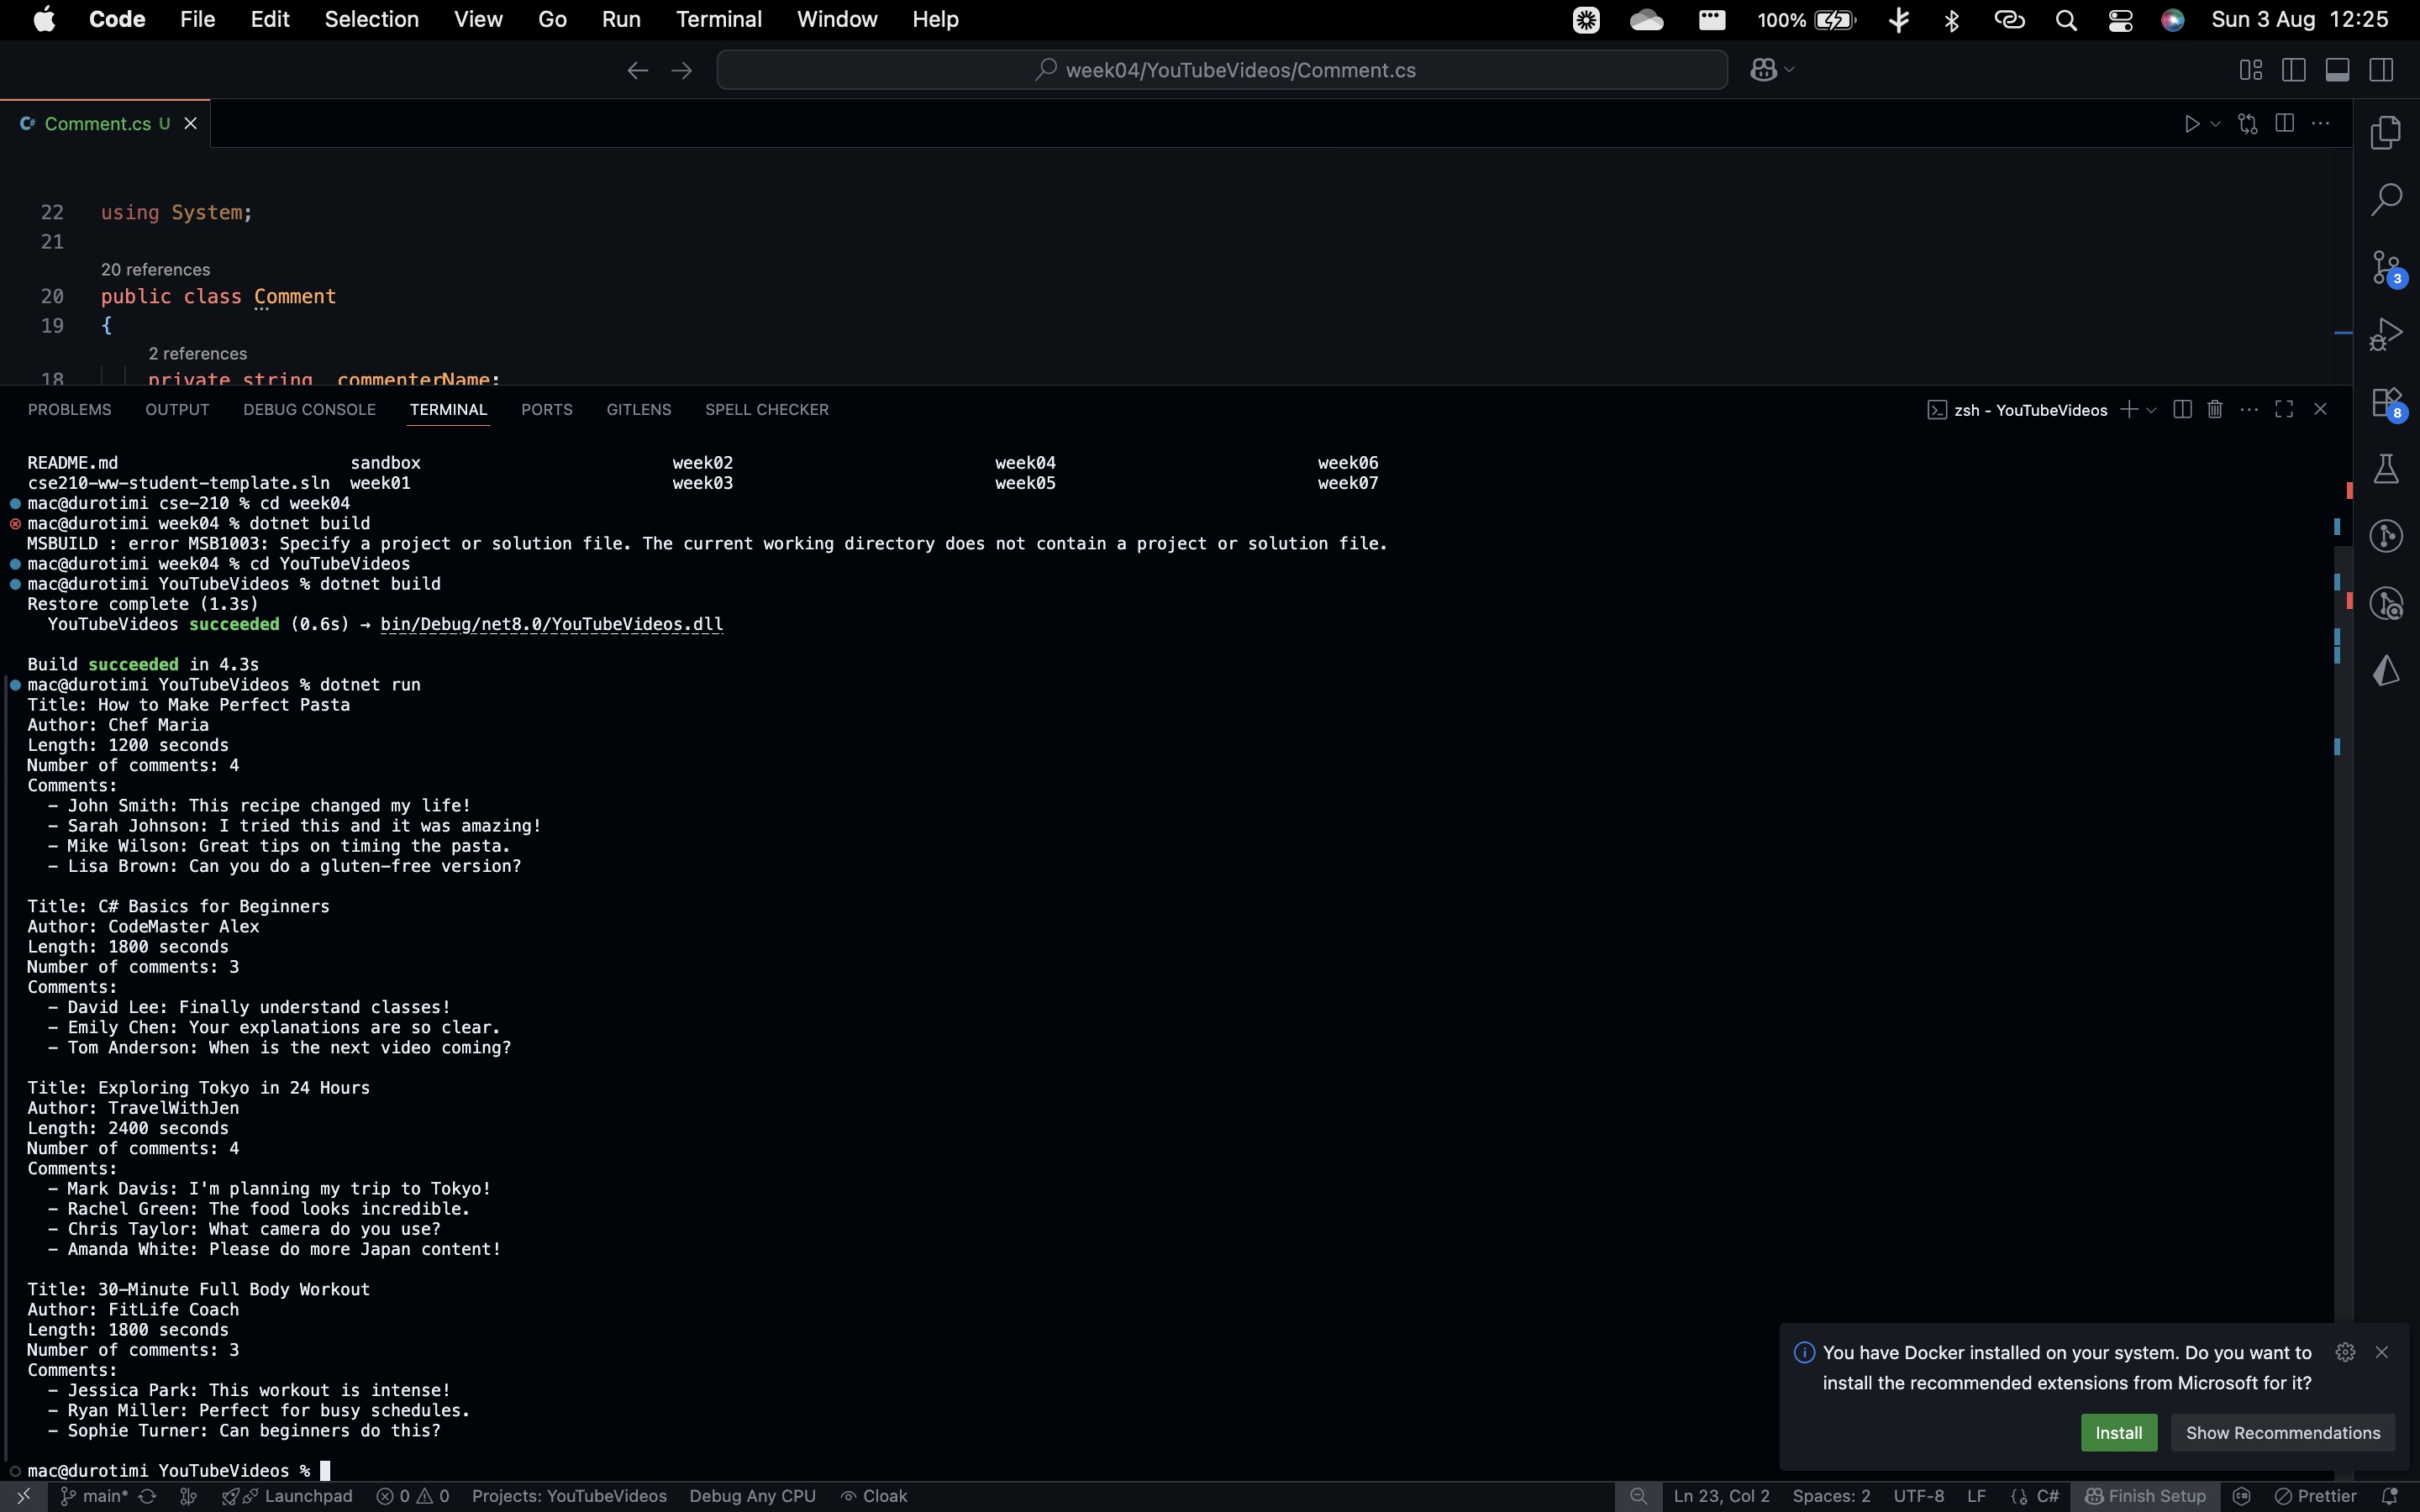 Code File Edit Selection View Go Run Terminal Window Help 100% Sun 3 Aug 12:25
week04/YouTubeVideos/Comment.cs
C# Comment.cs U
22 using System;
21
20 references
20 public class Comment
19 {
2 references
18 private string _commenterName;
PROBLEMS OUTPUT DEBUG CONSOLE TERMINAL PORTS GITLENS SPELL CHECKER zsh - YouTubeVideos
3
8
README.md sandbox week02 week04 week06
cse210-ww-student-template.sln week01 week03 week05 week07
mac@durotimi cse-210 % cd week04
mac@durotimi week04 % dotnet build
MSBUILD : error MSB1003: Specify a project or solution file. The current working directory does not contain a project or solution file.
mac@durotimi week04 % cd YouTubeVideos
mac@durotimi YouTubeVideos % dotnet build
Restore complete (1.3s)
YouTubeVideos succeeded (0.6s) → bin/Debug/net8.0/YouTubeVideos.dll
Build succeeded in 4.3s
mac@durotimi YouTubeVideos % dotnet run
Title: How to Make Perfect Pasta
Author: Chef Maria
Length: 1200 seconds
Number of comments: 4
Comments:
- John Smith: This recipe changed my life!
- Sarah Johnson: I tried this and it was amazing!
- Mike Wilson: Great tips on timing the pasta.
- Lisa Brown: Can you do a gluten-free version?
Title: C# Basics for Beginners
Author: CodeMaster Alex
Length: 1800 seconds
Number of comments: 3
Comments:
- David Lee: Finally understand classes!
- Emily Chen: Your explanations are so clear.
- Tom Anderson: When is the next video coming?
Title: Exploring Tokyo in 24 Hours
Author: TravelWithJen
Length: 2400 seconds
Number of comments: 4
Comments:
- Mark Davis: I'm planning my trip to Tokyo!
- Rachel Green: The food looks incredible.
- Chris Taylor: What camera do you use?
- Amanda White: Please do more Japan content!
Title: 30-Minute Full Body Workout
Author: FitLife Coach
Length: 1800 seconds
Number of comments: 3
Comments:
- Jessica Park: This workout is intense!
- Ryan Miller: Perfect for busy schedules.
- Sophie Turner: Can beginners do this?
mac@durotimi YouTubeVideos %
You have Docker installed on your system. Do you want to
install the recommended extensions from Microsoft for it?
Install Show Recommendations
main* Launchpad 0 0 Projects: YouTubeVideos Debug Any CPU Cloak Ln 23, Col 2 Spaces: 2 UTF-8 LF C# Finish Setup Prettier